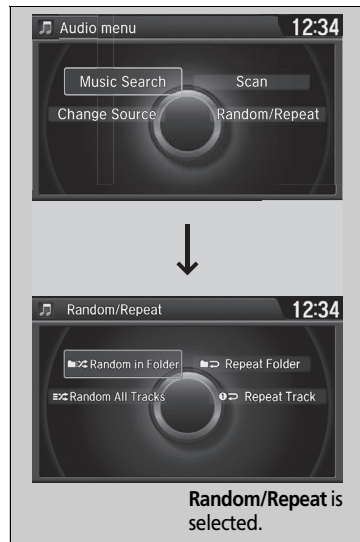 Audio menu 12:34
Music Search Scan
Change Source Random/Repeat
Random/Repeat 12:34
Random in Folder Repeat Folder
Random All Tracks Repeat Track
Random/Repeat is
selected.